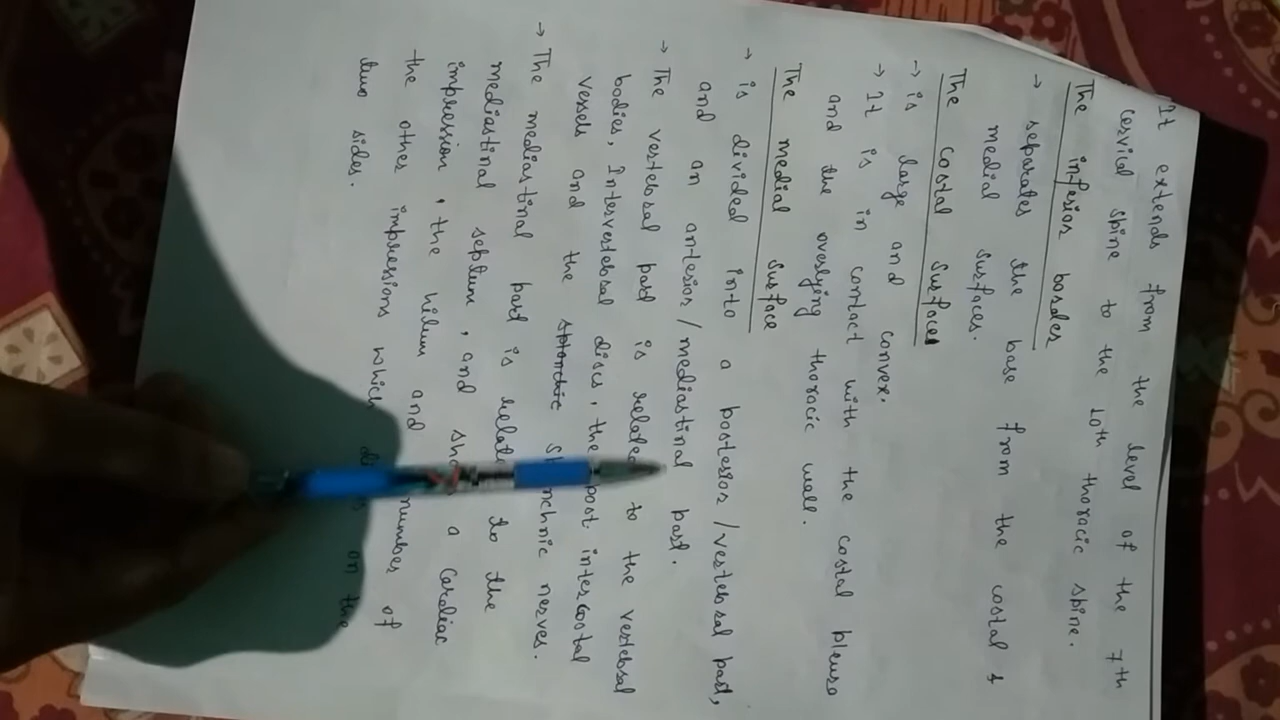 It extends from the level of the 7th
cervical spine to the 10th thoracic spine.
The inferior border
→ separates the base from the costal &
medial surfaces.
The costal surfaces
→ is large and convex.
→ It is in contact with the costal pleura
and the overlying thoracic wall.
The medial surface
→ is divided into a posterior/vertebral part,
and an anterior/mediastinal part.
→ The vertebral part is related to the vertebral
bodies, Intervertebral discs, the post intercostal
vessels and the nerves.
→ The mediastinal part is to the
mediastinal septum, and a cardiac
impression, the hilum and number of
the other impressions which on the
two sides.